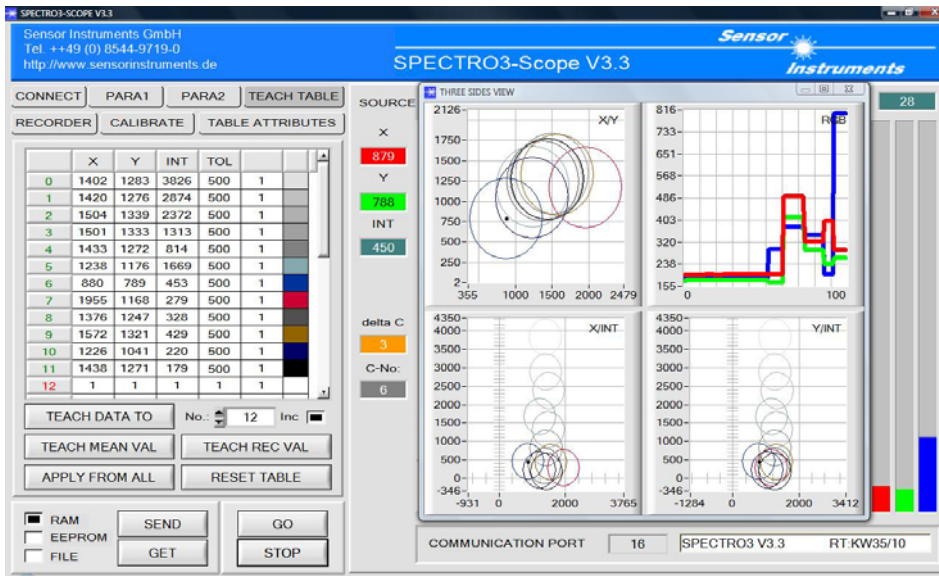 SPECTRO3-SCOPE V3.3
Sensor Instruments GmbH
Tel. ++49 (0) 8544-9719-0
http://www.sensorinstruments.de
SPECTRO3-Scope V3.3
Sensor
Instruments
CONNECT PARA1 PARA2 TEACH TABLE
RECORDER CALIBRATE TABLE ATTRIBUTES
X Y INT TOL
0 1402 1283 3826 500 1
1 1420 1276 2874 500 1
2 1504 1339 2372 500 1
3 1501 1333 1313 500 1
4 1433 1272 814 500 1
5 1238 1176 1669 500 1
6 880 789 453 500 1
7 1955 1168 279 500 1
8 1376 1247 328 500 1
9 1572 1321 429 500 1
10 1226 1041 220 500 1
11 1438 1271 179 500 1
12 1 1 1 1 1
TEACH DATA TO No.: 12 Inc
TEACH MEAN VAL TEACH REC VAL
APPLY FROM ALL RESET TABLE
RAM
EEPROM
FILE
SEND GO
GET STOP
SOURCE
X
879
Y
788
INT
450
delta C
3
C-No:
6
THREE SIDES VIEW
28
X/Y
2126
1750
1500
1250
1000
750
500
250
2
355 1000 1500 2000 2479
RGB
816
733
651
568
486
403
320
238
155
0 100
X/INT
4350
4000
3500
3000
2500
2000
1500
1000
500
0
-346
-931 0 2000 3765
Y/INT
4350
4000
3500
3000
2500
2000
1500
1000
500
0
-346
-1284 0 2000 3412
COMMUNICATION PORT 16 SPECTRO3 V3.3 RT:KW35/10